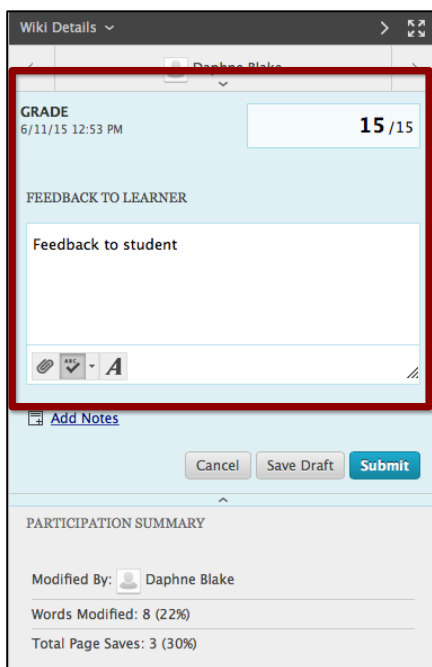 Wiki Details
Daphne Blake
GRADE
6/11/15 12:53 PM
15 /15
FEEDBACK TO LEARNER
Feedback to student
ABC
A
Add Notes
Cancel Save Draft Submit
PARTICIPATION SUMMARY
Modified By: Daphne Blake
Words Modified: 8 (22%)
Total Page Saves: 3 (30%)